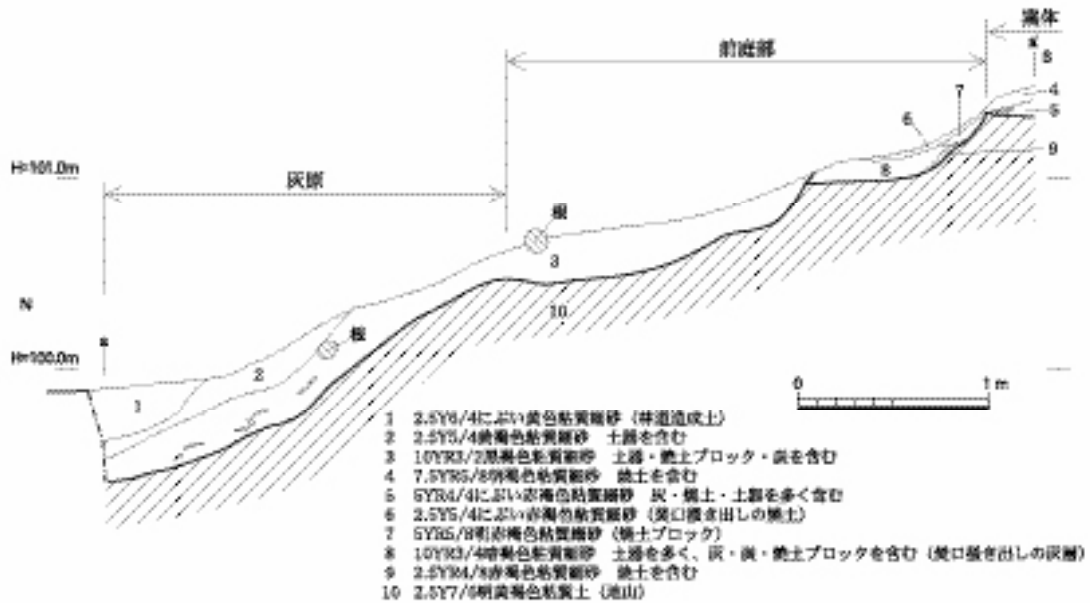 窯体
s
前庭部
S
7
4
6
5
9
H=101.0m
8
灰原
根
3
N
10
s
根
H=100.0m
2
0 1 m
1
1 2.5Y6/4にぶい黄色粘質細砂（林道造成土）
2 2.5Y5/4黄褐色粘質細砂 土器を含む
3 10YR3/2黒褐色粘質細砂 土器・焼土ブロック・炭を含む
4 7.5YR5/8明褐色粘質細砂 焼土を含む
5 5YR4/4にぶい赤褐色粘質細砂 灰・焼土・土器を多く含む
6 2.5Y5/4にぶい赤褐色粘質細砂（焚口掻き出しの焼土）
7 5YR5/8明赤褐色粘質細砂（焼土ブロック）
8 10YR3/4暗褐色粘質細砂 土器を多く、灰・炭・焼土ブロックを含む（焚口掻き出しの灰層）
9 2.5YR4/8赤褐色粘質細砂 焼土を含む
10 2.5Y7/6明黄褐色粘質土（地山）